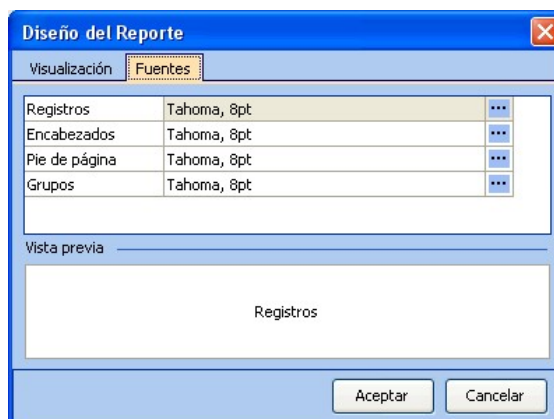 Diseño del Reporte
Visualización Fuentes
Registros Tahoma, 8pt ...
Encabezados Tahoma, 8pt ...
Pie de página Tahoma, 8pt ...
Grupos Tahoma, 8pt ...
Vista previa
Registros
Aceptar Cancelar